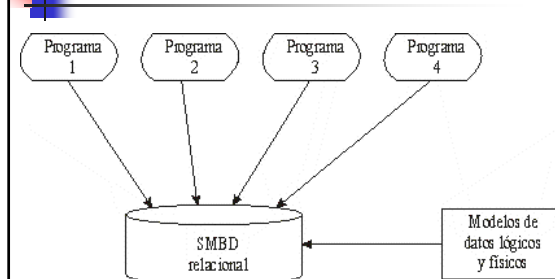 Programa
1
Programa
2
Programa
3
Programa
4
SMBD
relacional
Modelos de
datos lógicos
y físicos